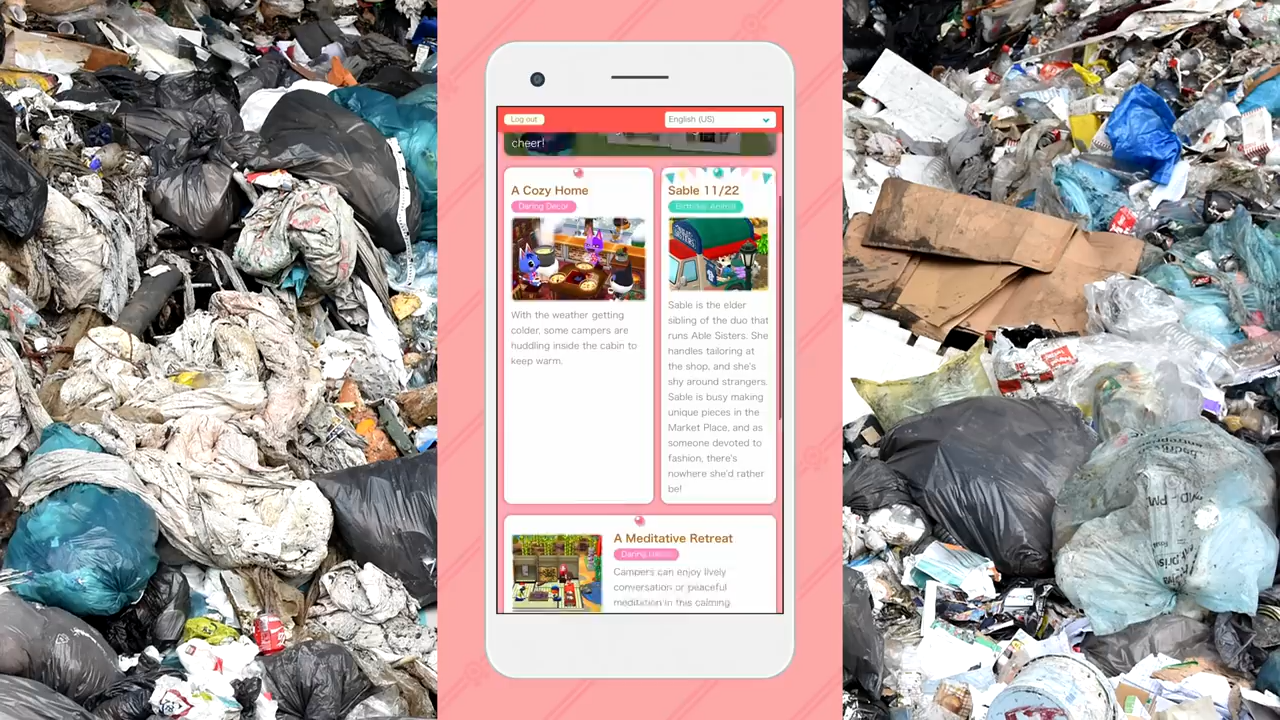 Log out
English (US)
cheer!
A Cozy Home
Daring Décor
With the weather getting
colder, some campers are
huddling inside the cabin to
keep warm.
Sable 11/22
Birthday Animal
Sable is the elder
sibling of the duo that
runs Able Sisters. She
handles tailoring at
the shop, and she's
shy around strangers.
Sable is busy making
unique pieces in the
Market Place, and as
someone devoted to
fashion, there's
nowhere she'd rather
be!
A Meditative Retreat
Daring
Campers can enjoy lively
conversation or peaceful
meditation in this calming